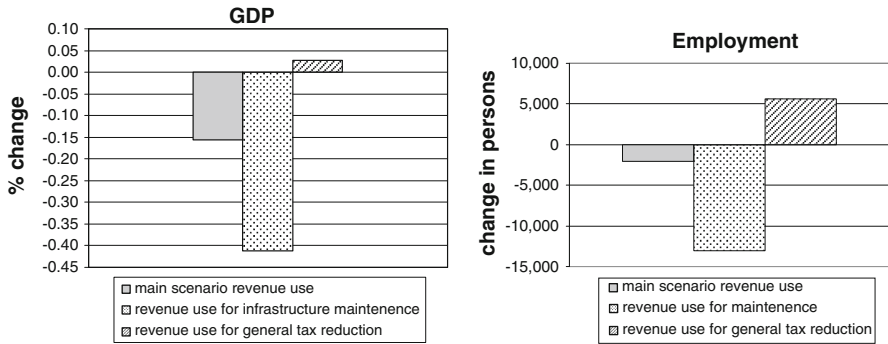 GDP
0.10
0.05
0.00
-0.05
-0.10
-0.15
-0.20
-0.25
-0.30
-0.35
-0.40
-0.45
% change
main scenario revenue use
revenue use for infrastructure maintenence
revenue use for general tax reduction
Employment
10,000
5,000
0
-5,000
-10,000
-15,000
change in persons
main scenario revenue use
revenue use for maintenence
revenue use for general tax reduction